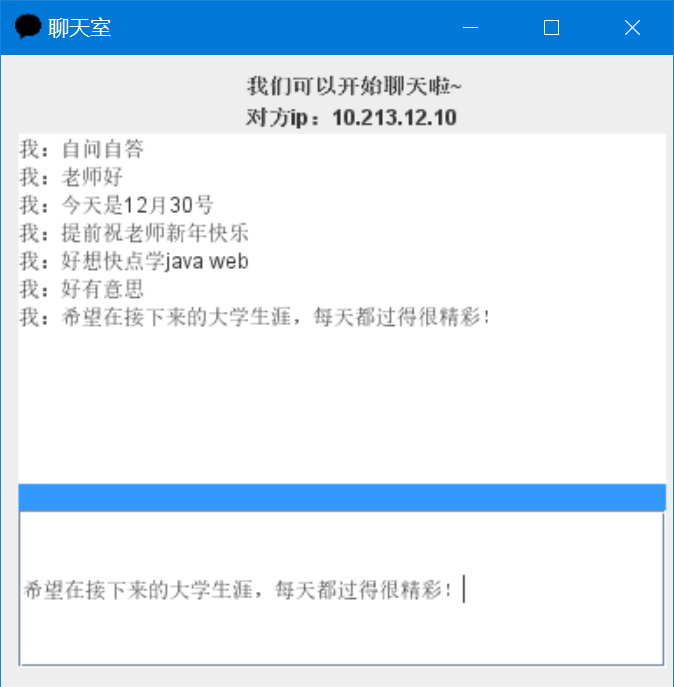 聊天室
我们可以开始聊天啦~
对方ip：10.213.12.10
我：自问自答
我：老师好
我：今天是12月30号
我：提前祝老师新年快乐
我：好想快点学java web
我：好有意思
我：希望在接下来的大学生涯，每天都过得很精彩！
希望在接下来的大学生涯，每天都过得很精彩！